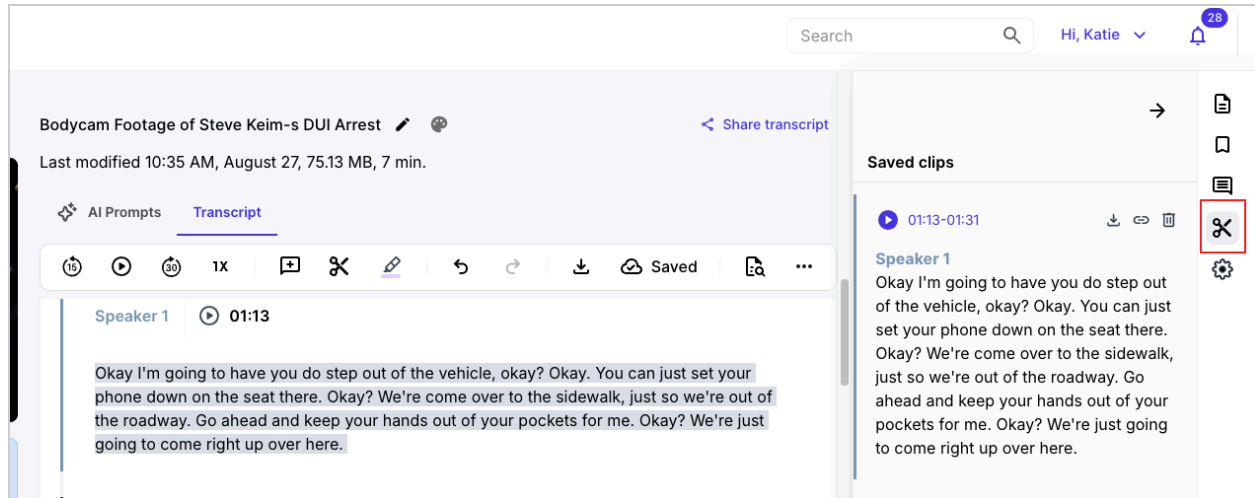 Search
Hi, Katie
28
Bodycam Footage of Steve Keim-s DUI Arrest
Share transcript
Last modified 10:35 AM, August 27, 75.13 MB, 7 min.
AI Prompts
Transcript
15
30
1X
Saved
Speaker 1
01:13
Okay I'm going to have you do step out of the vehicle, okay? Okay. You can just set your
phone down on the seat there. Okay? We're come over to the sidewalk, just so we're out of
the roadway. Go ahead and keep your hands out of your pockets for me. Okay? We're just
going to come right up over here.
Saved clips
01:13-01:31
Speaker 1
Okay I'm going to have you do step out
of the vehicle, okay? Okay. You can just
set your phone down on the seat there.
Okay? We're come over to the sidewalk,
just so we're out of the roadway. Go
ahead and keep your hands out of your
pockets for me. Okay? We're just going
to come right up over here.